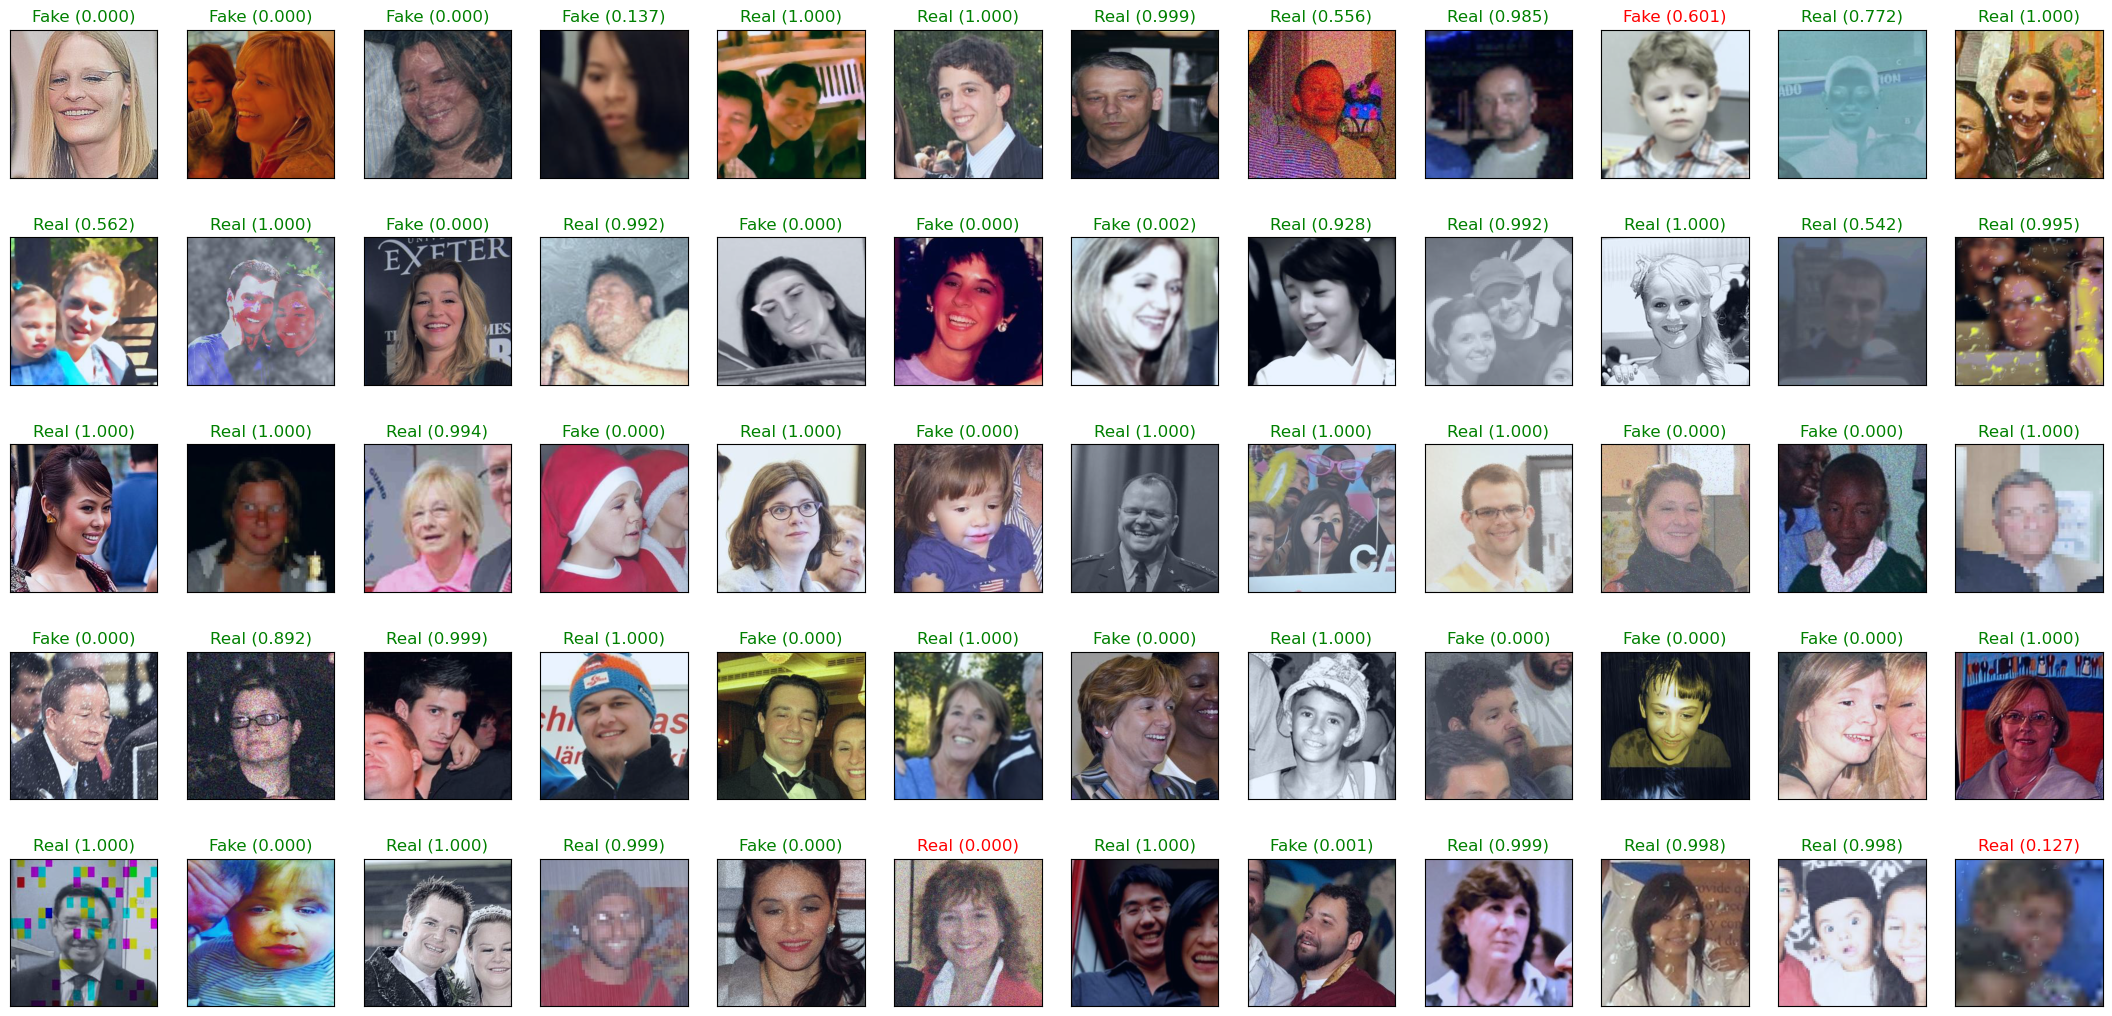 Fake (0.000) Fake (0.000) Fake (0.000) Fake (0.137) Real (1.000) Real (1.000) Real (0.999) Real (0.556) Real (0.985) Fake (0.601) Real (0.772) Real (1.000)
ADO ION
Real (0.562) Real (1.000) Fake (0.000) Real (0.992) Fake (0.000) Fake (0.000) Fake (0.002) Real (0.928) Real (0.992) Real (1.000) Real (0.542) Real (0.995)
EXETER
Real (1.000) Real (1.000) Real (0.994) Fake (0.000) Real (1.000) Fake (0.000) Real (1.000) Real (1.000) Real (1.000) Fake (0.000) Fake (0.000) Real (1.000)
GUARD
CA
Fake (0.000) Real (0.892) Real (0.999) Real (1.000) Fake (0.000) Real (1.000) Fake (0.000) Real (1.000) Fake (0.000) Fake (0.000) Fake (0.000) Real (1.000)
Real (1.000) Fake (0.000) Real (1.000) Real (0.999) Fake (0.000) Real (0.000) Real (1.000) Fake (0.001) Real (0.999) Real (0.998) Real (0.998) Real (0.127)